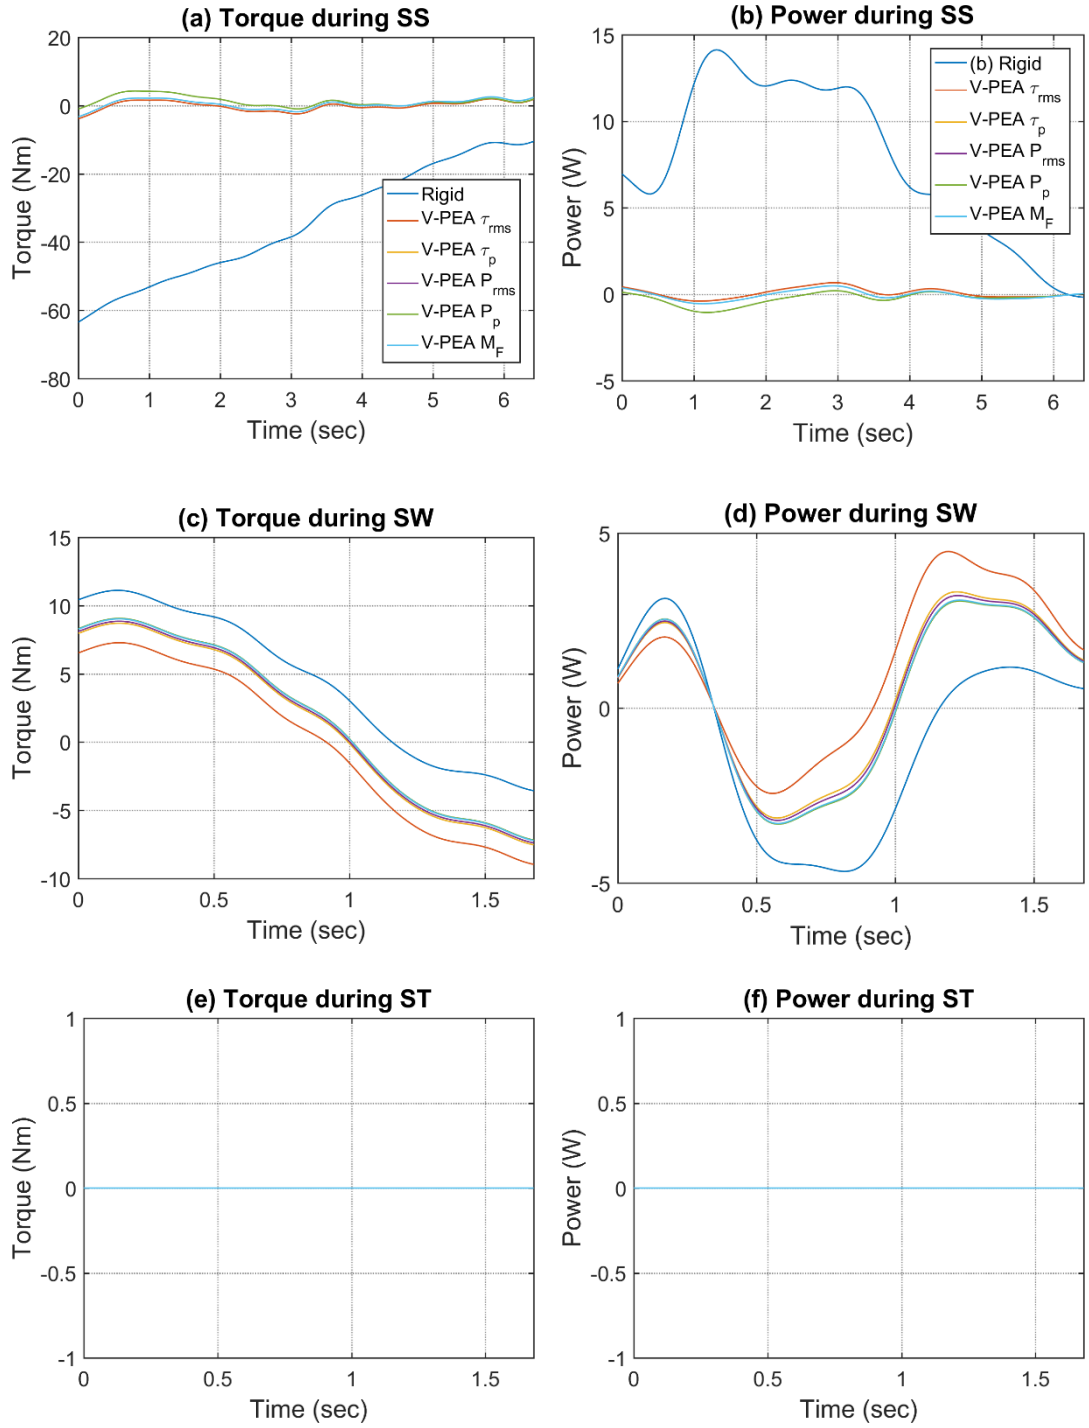 (a) Torque during SS
20
0
-20
-40
-60
-80
Torque (Nm)
0 1 2 3 4 5 6
Time (sec)
Rigid
V-PEA τrms
V-PEA τp
V-PEA Prms
V-PEA Pp
V-PEA MF
(b) Power during SS
15
10
5
0
-5
Power (W)
0 1 2 3 4 5 6
Time (sec)
(b) Rigid
V-PEA τrms
V-PEA τp
V-PEA Prms
V-PEA Pp
V-PEA MF
(c) Torque during SW
15
10
5
0
-5
-10
Torque (Nm)
0 0.5 1 1.5
Time (sec)
(d) Power during SW
5
0
-5
Power (W)
0 0.5 1 1.5
Time (sec)
(e) Torque during ST
1
0.5
0
-0.5
-1
Torque (Nm)
0 0.5 1 1.5
Time (sec)
(f) Power during ST
1
0.5
0
-0.5
-1
Power (W)
0 0.5 1 1.5
Time (sec)